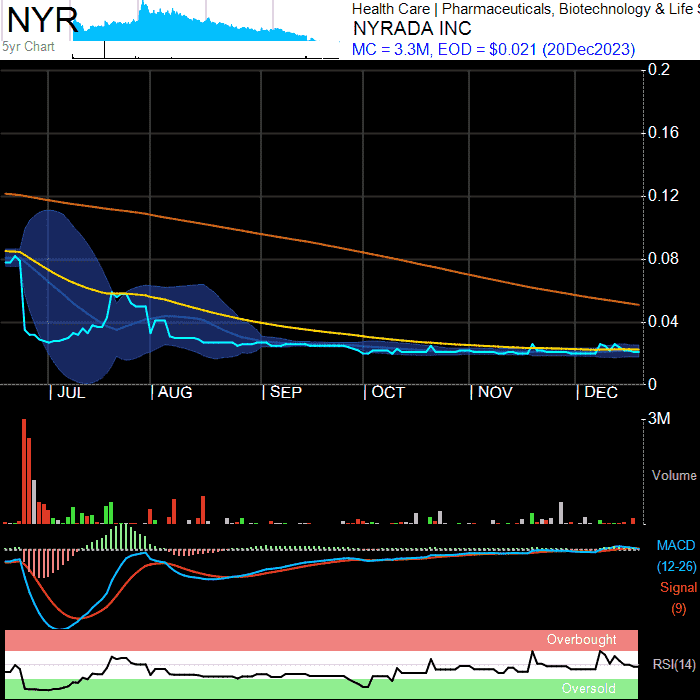 NYR
5yr Chart
Health Care | Pharmaceuticals, Biotechnology & Life S
NYRADA INC
MC = 3.3M, EOD = $0.021 (20Dec2023)
0.2
0.16
0.12
0.08
0.04
0
| JUL | AUG | SEP | OCT | NOV | DEC
3M
Volume
MACD
(12-26)
Signal
(9)
Overbought
RSI(14)
Oversold